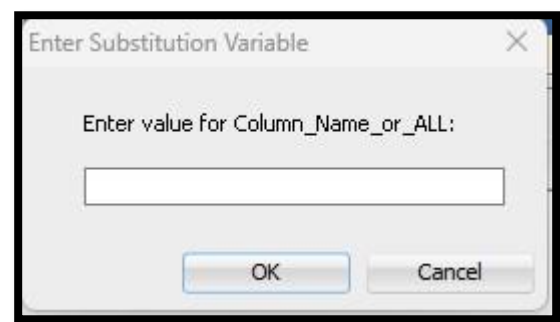 Enter Substitution Variable
Enter value for Column_Name_or_ALL:
OK Cancel